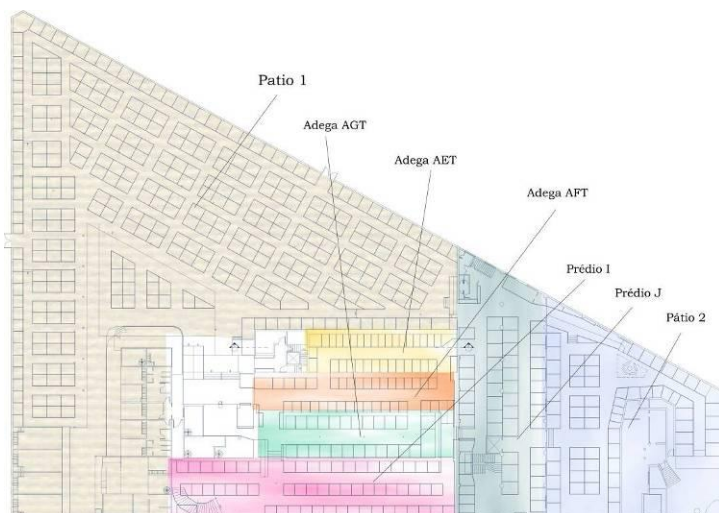 Patio 1
Adega AGT
Adega AET
Adega AFT
Prédio I
Prédio J
Pátio 2